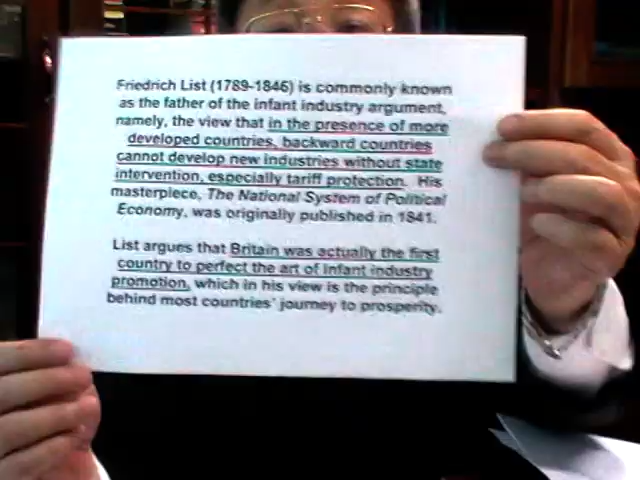 Friedrich List (1789-1846) is commonly known
as the father of the infant industry argument,
namely, the view that in the presence of more
developed countries, backward countries
cannot develop new industries without state
intervention, especially tariff protection. His
masterpiece, The National System of Political
Economy, was originally published in 1841.
List argues that Britain was actually the first
country to perfect the art of infant industry
promotion, which in his view is the principle
behind most countries' journey to prosperity.